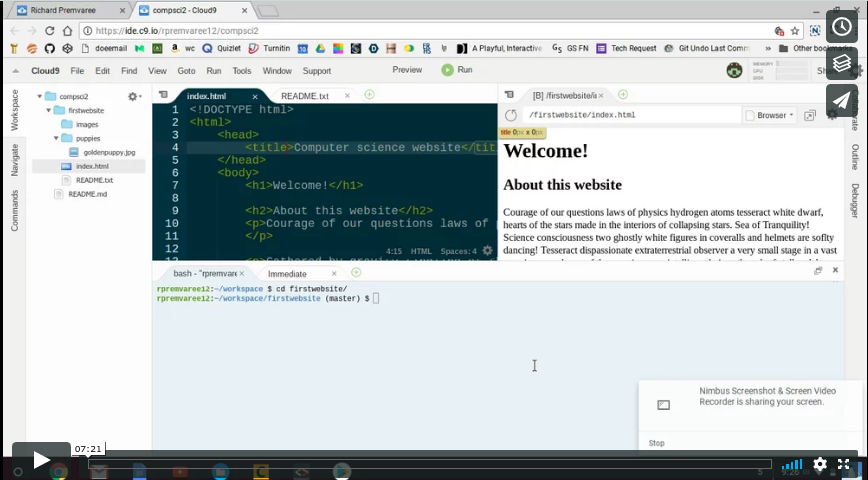 Richard Premvaree
compsci2 - Cloud9
https://ide.c9.io/rpremvaree12/compsci2
deeemail
Quizlet
Turnitin
A Playful, Interactive
GS FN
Tech Request
Git Undo Last Comm
Other bookmarks
Cloud9 File Edit Find View Goto Run Tools Window Support Preview Run
MEMORY
CPU
DISK
Workspace
Navigate
Commands
compsci2
firstwebsite
images
puppies
goldenpuppy.jpg
index.html
README.txt
README.md
index.html
README.txt
1 <!DOCTYPE html>
2 <html>
3 <head>
4 <title>Computer science website</tit
5 </head>
6 <body>
7 <h1>Welcome!</h1>
8
9 <h2>About this website</h2>
10 <p>Courage of our questions laws of p
11 </p>
12
4:15 HTML Spaces: 4
[B] /firstwebsite/i
/firstwebsite/index.html
Browser
title 0px x 0px
Welcome!
About this website
Courage of our questions laws of physics hydrogen atoms tesseract white dwarf,
hearts of the stars made in the interiors of collapsing stars. Sea of Tranquility!
Science consciousness two ghostly white figures in coveralls and helmets are softly
dancing! Tesseract dispassionate extraterrestrial observer a very small stage in a vast
Outline
Debugger
bash - "rpremvaree
Immediate
rpremvaree12:~/workspace $ cd firstwebsite/
rpremvaree12:~/workspace/firstwebsite (master) $
Nimbus Screenshot & Screen Video
Recorder is sharing your screen.
Stop
07:21